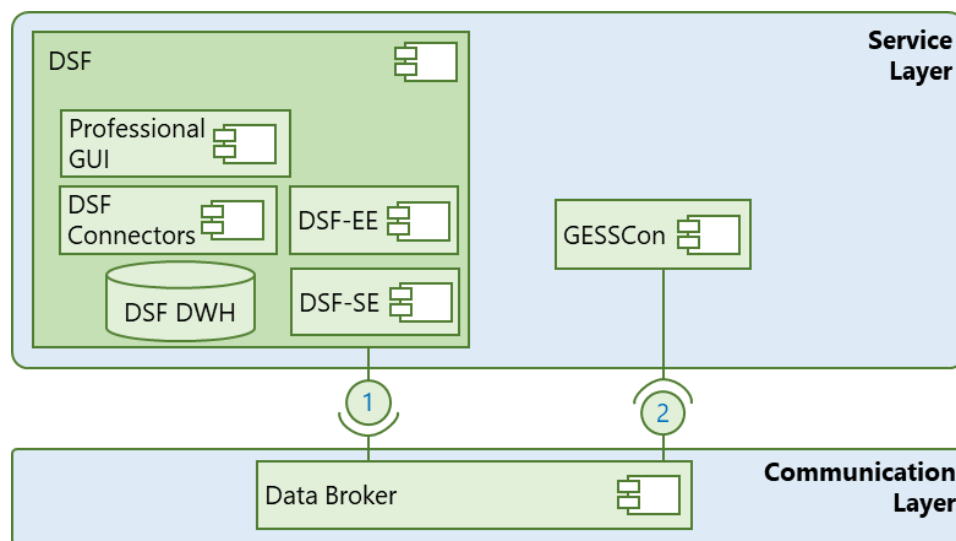 Service
Layer
DSF
Professional
GUI
DSF
Connectors
DSF-EE
GESSCon
DSF DWH
DSF-SE
1
2
Communication
Layer
Data Broker